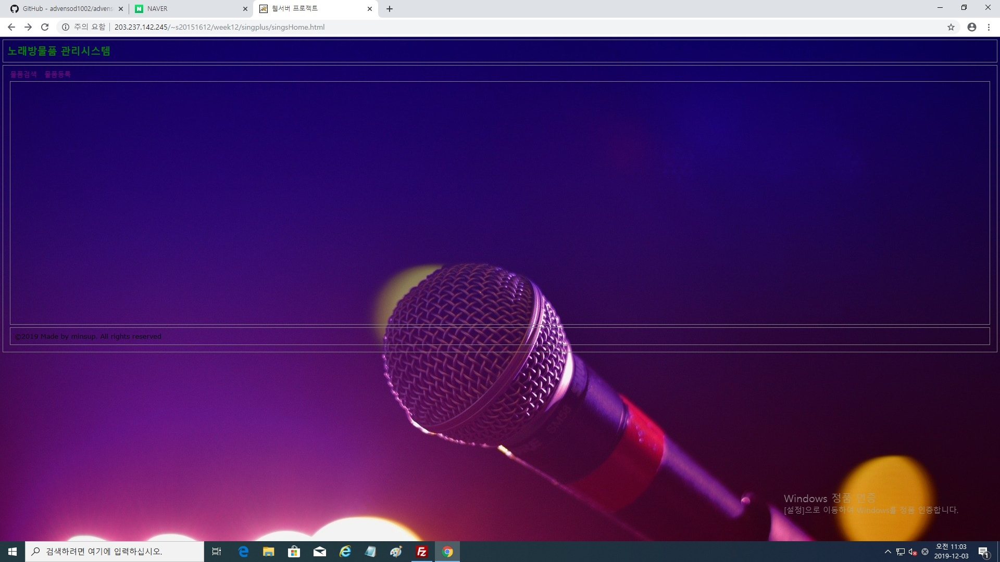 GitHub - advensod1002/advens
NAVER
웹서버 프로젝트
주의 요함
203.237.142.245/~s20151612/week12/singplus/singsHome.html
노래방물품 관리시스템
물품검색 물품등록
©2019 Made by minsup. All rights reserved
SM58
Windows 정품 인증
[설정]으로 이동하여 Windows를 정품 인증합니다.
검색하려면 여기에 입력하십시오.
오전 11:03
2019-12-03
1